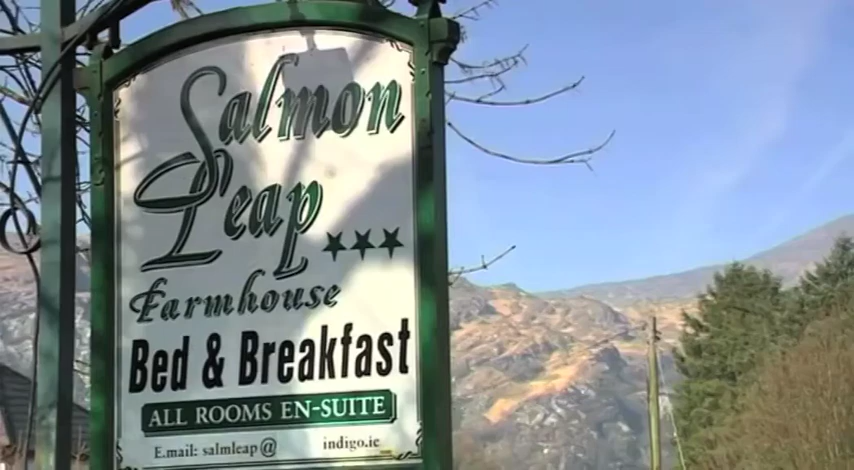 Salmon
Leap ★★★
Farmhouse
Bed & Breakfast
ALL ROOMS EN-SUITE
E.mail: salmleap@ indigo.ie